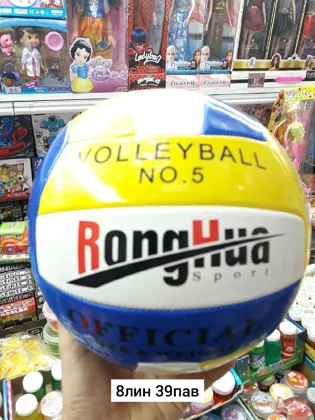 VOLLEYBALL
NO.5
RongHua
Sport
OFFICIAL
8лин 39пав